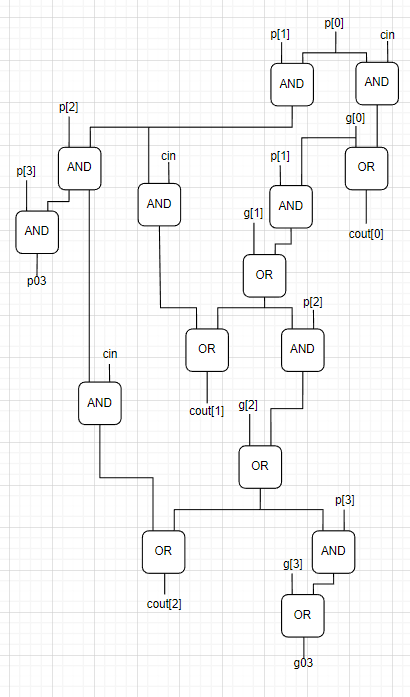 p[0]
p[1]
cin
AND
AND
p[2]
g[0]
AND
cin
p[1]
OR
p[3]
AND
AND
g[1]
AND
cout[0]
OR
p03
p[2]
OR
AND
cin
AND
cout[1]
g[2]
OR
p[3]
OR
AND
g[3]
cout[2]
OR
g03